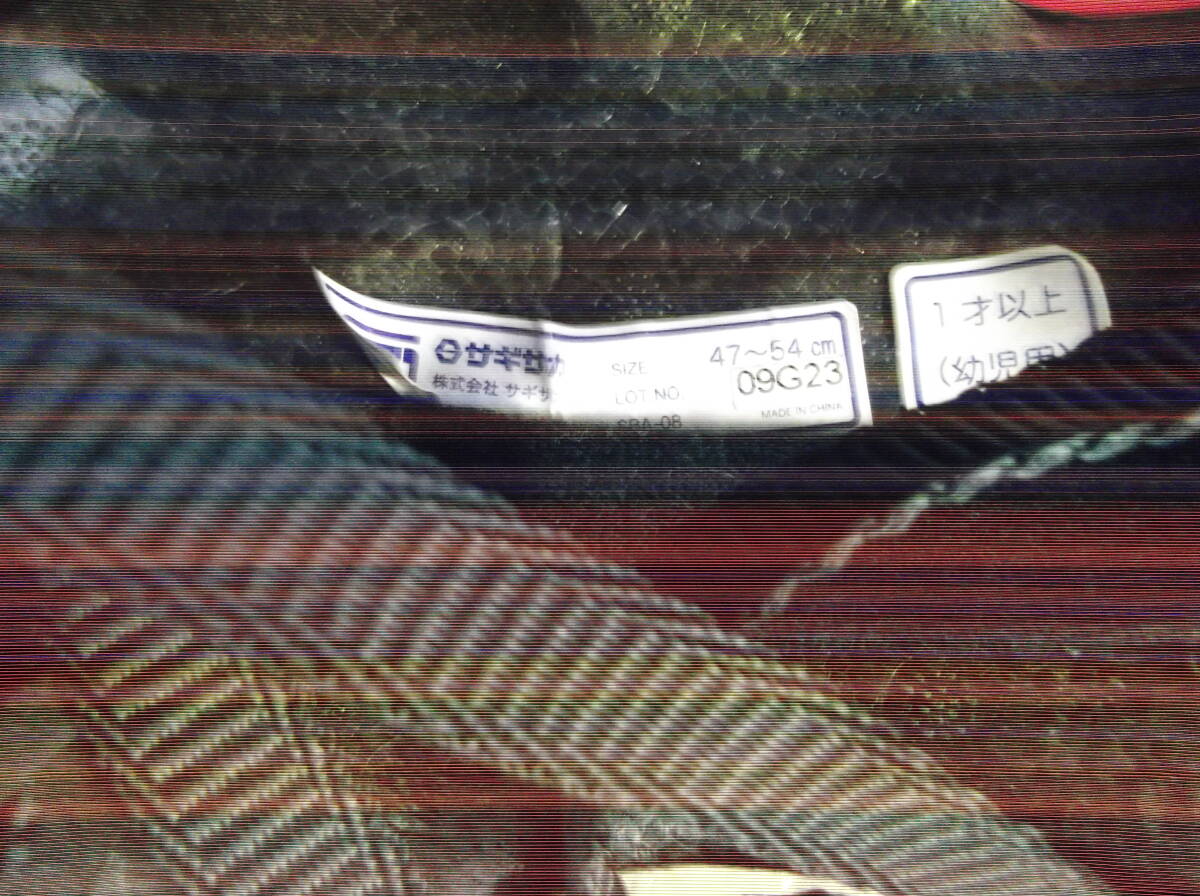 サギサカ
株式会社 サギサ
SIZE 47～54 cm
LOT NO. 09G23
SBA-08
MADE IN CHINA
1才以上
(幼児用)